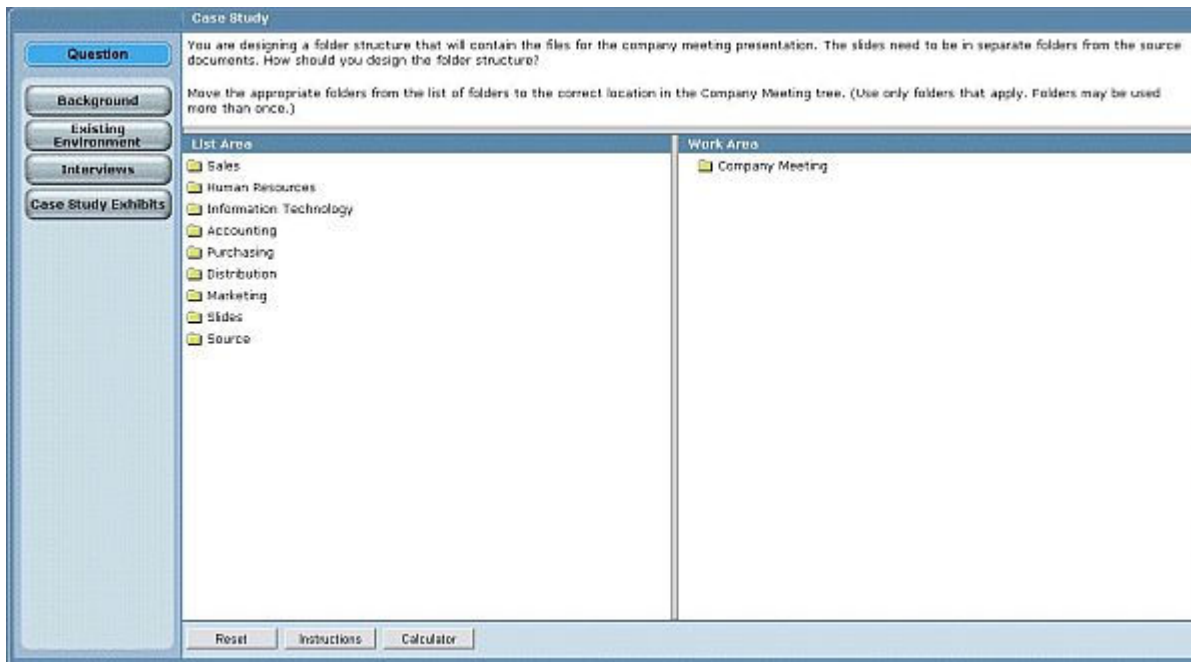 Case Study
Question
You are designing a folder structure that will contain the files for the company meeting presentation. The slides need to be in separate folders from the source
documents. How should you design the folder structure?
Background
Move the appropriate folders from the list of folders to the correct location in the Company Meeting tree. (Use only folders that apply. Folders may be used
more than once.)
Existing
Environment
List Area
Work Area
Interviews
Sales
Company Meeting
Human Resources
Case Study Exhibits
Information Technology
Accounting
Purchasing
Distribution
Marketing
Slides
Source
Reset
Instructions
Calculator